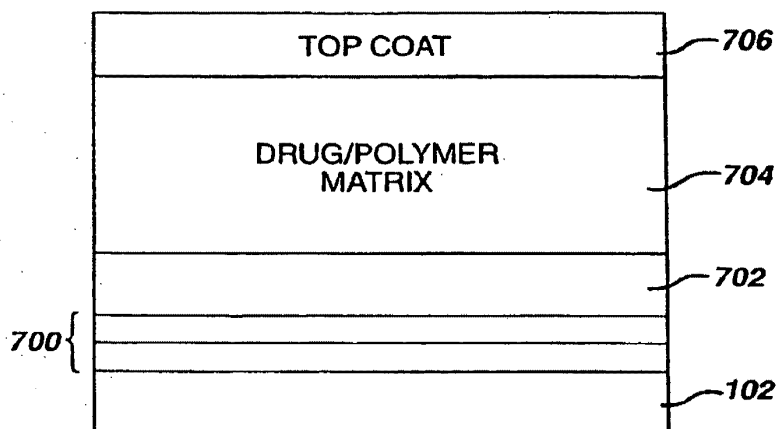 TOP COAT
706
DRUG/POLYMER
MATRIX
704
702
700
102